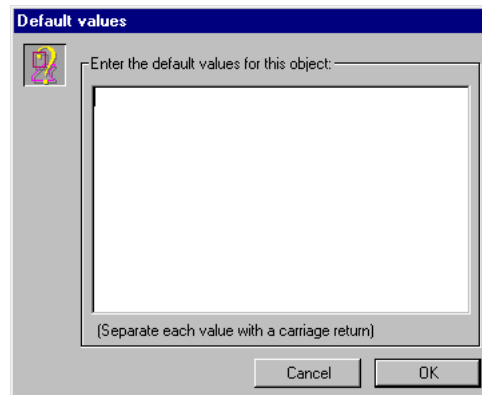 Default values
Enter the default values for this object:
(Separate each value with a carriage return)
Cancel OK